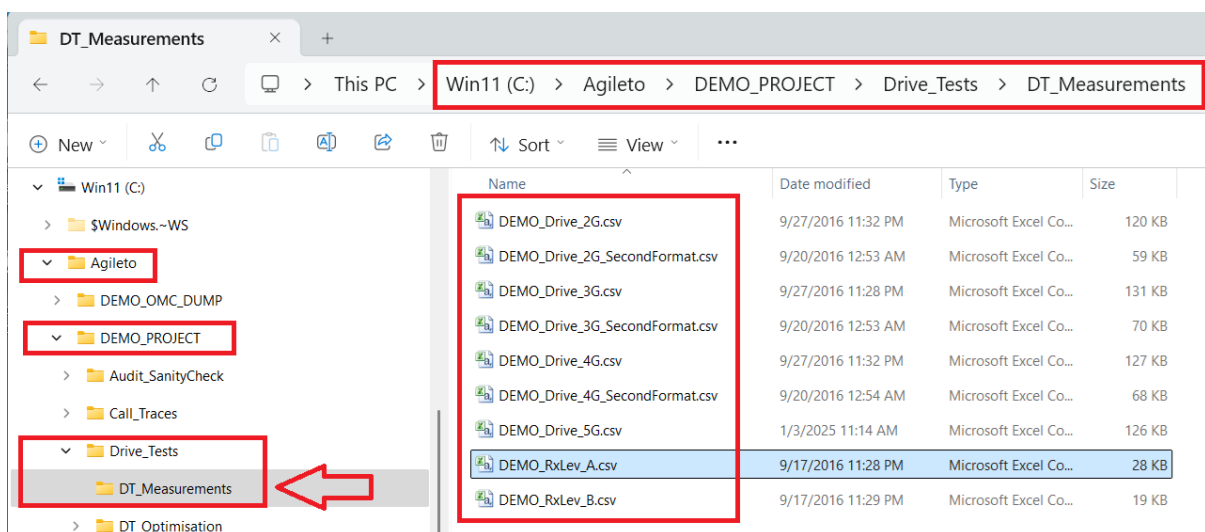 DT_Measurements
This PC > Win11 (C:) > Agileto > DEMO_PROJECT > Drive_Tests > DT_Measurements
New Sort View ...
Win11 (C:)
$Windows.~WS
Agileto
DEMO_OMC_DUMP
DEMO_PROJECT
Audit_SanityCheck
Call_Traces
Drive_Tests
DT_Measurements
DT_Optimisation
Name Date modified Type Size
DEMO_Drive_2G.csv 9/27/2016 11:32 PM Microsoft Excel Co... 120 KB
DEMO_Drive_2G_SecondFormat.csv 9/20/2016 12:53 AM Microsoft Excel Co... 59 KB
DEMO_Drive_3G.csv 9/27/2016 11:28 PM Microsoft Excel Co... 131 KB
DEMO_Drive_3G_SecondFormat.csv 9/20/2016 12:53 AM Microsoft Excel Co... 70 KB
DEMO_Drive_4G.csv 9/27/2016 11:32 PM Microsoft Excel Co... 127 KB
DEMO_Drive_4G_SecondFormat.csv 9/20/2016 12:54 AM Microsoft Excel Co... 68 KB
DEMO_Drive_5G.csv 1/3/2025 11:14 AM Microsoft Excel Co... 126 KB
DEMO_RxLev_A.csv 9/17/2016 11:28 PM Microsoft Excel Co... 28 KB
DEMO_RxLev_B.csv 9/17/2016 11:29 PM Microsoft Excel Co... 19 KB